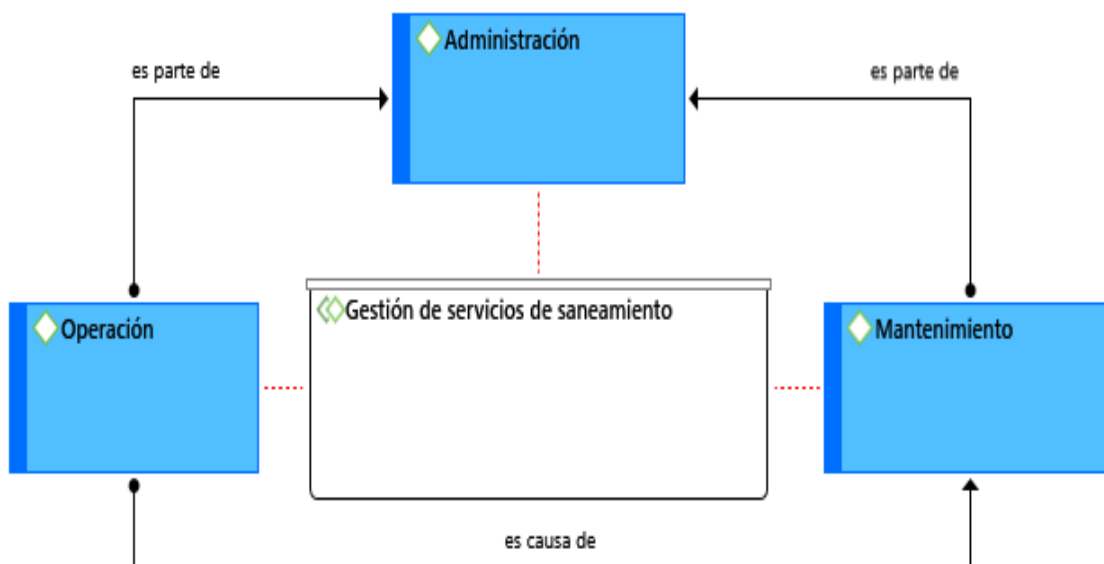 Administración
es parte de
es parte de
Gestión de servicios de saneamiento
Operación
Mantenimiento
es causa de